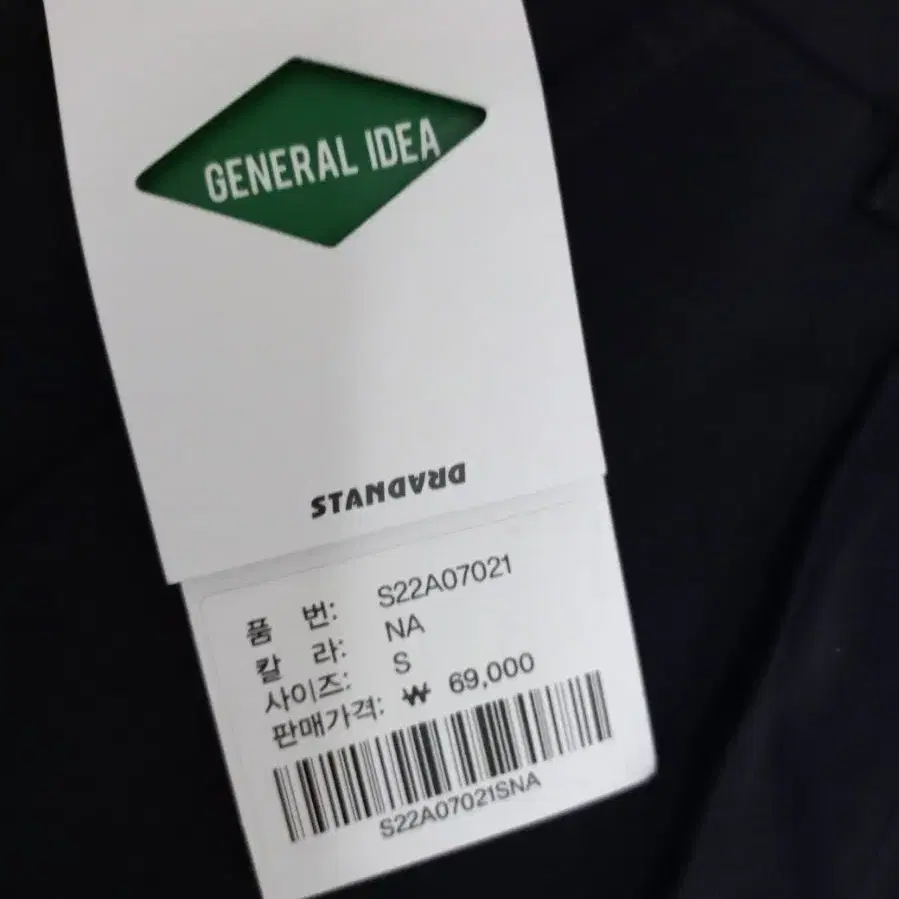 GENERAL IDEA
STANDARD
품 번: S22A07021
칼 라: NA
사이즈: S
판매가격: ₩ 69,000
S22A07021SNA